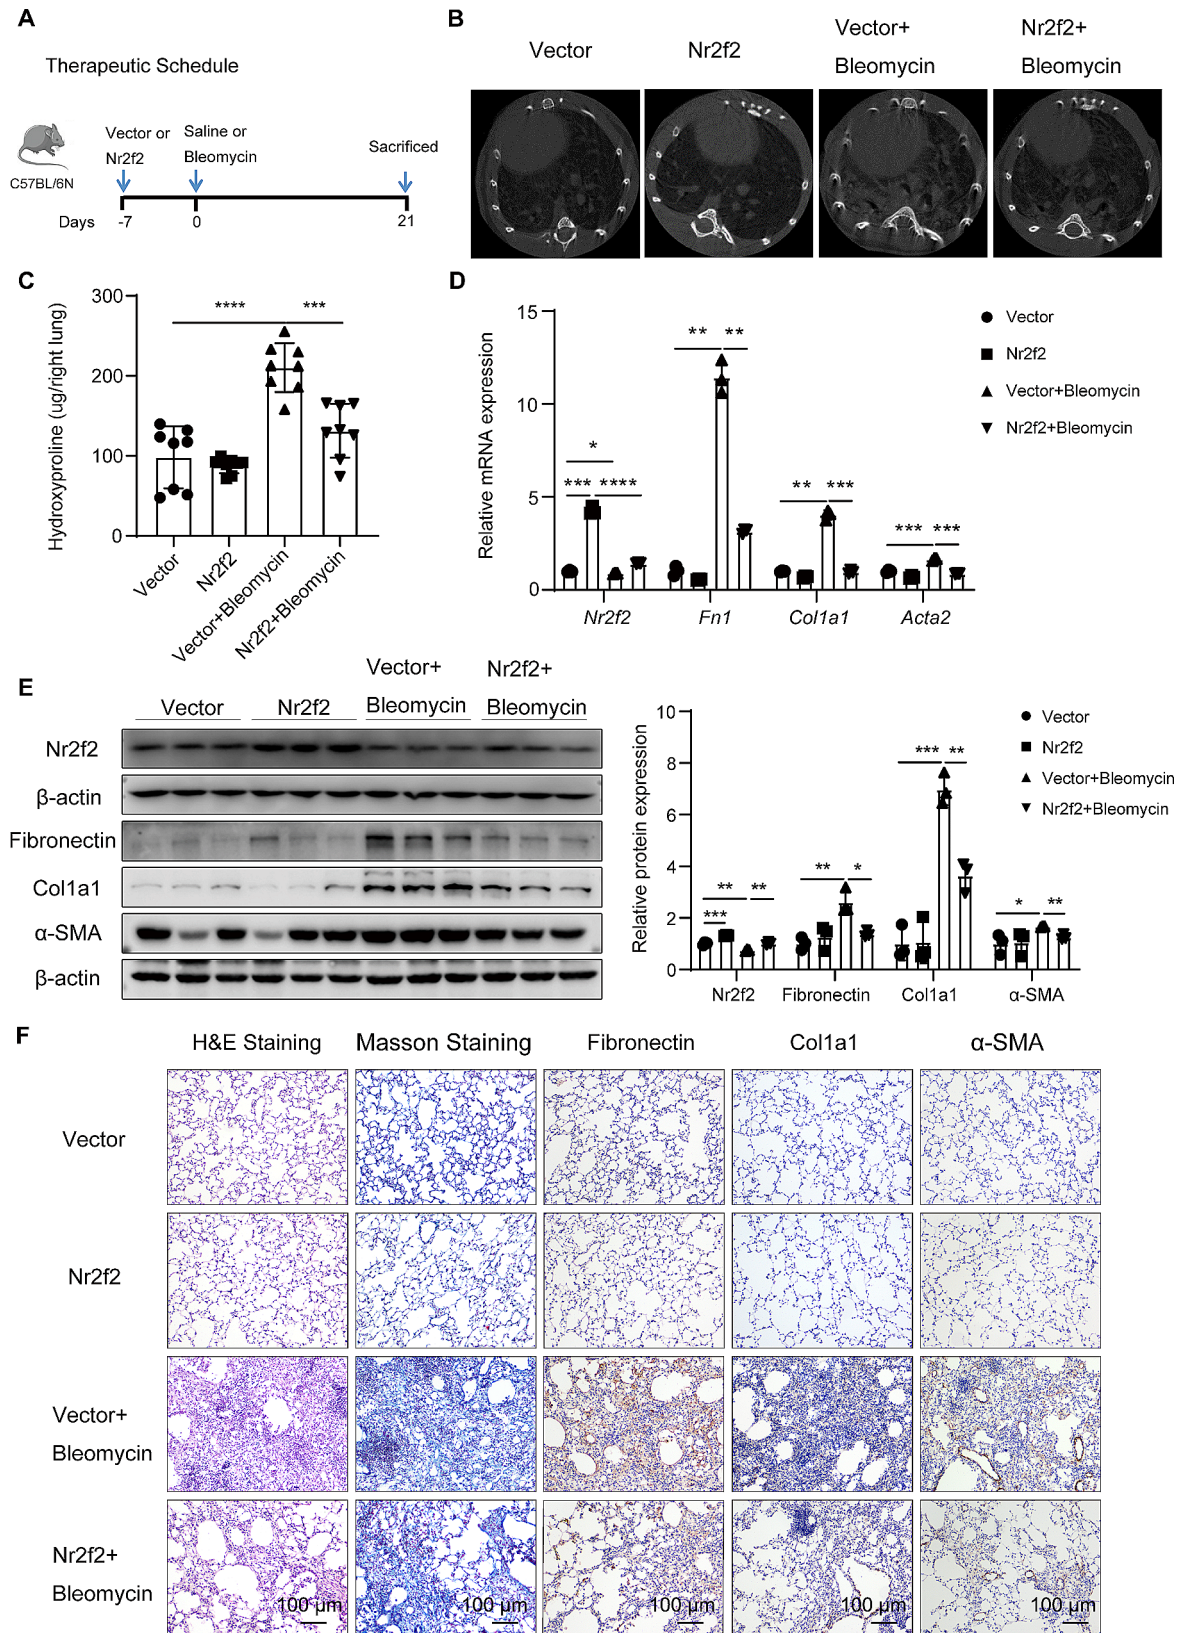 A
Therapeutic Schedule
C57BL/6N
Vector or
Nr2f2
Saline or
Bleomycin
Sacrificed
Days
-7
0
21
B
Vector
Nr2f2
Vector+
Bleomycin
Nr2f2+
Bleomycin
C
Hydroxyproline (ug/right lung)
300
200
100
0
****
***
Vector
Nr2f2
Vector+Bleomycin
Nr2f2+Bleomycin
D
Relative mRNA expression
15
10
5
0
*
*** ****
** **
** ***
*** ***
Nr2f2
Fn1
Col1a1
Acta2
Vector
Nr2f2
Vector+Bleomycin
Nr2f2+Bleomycin
E
Vector
Nr2f2
Vector+
Bleomycin
Nr2f2+
Bleomycin
Nr2f2
β-actin
Fibronectin
Col1a1
α-SMA
β-actin
Relative protein expression
10
8
6
4
2
0
** **
***
** *
*** **
* **
Nr2f2
Fibronectin
Col1a1
α-SMA
Vector
Nr2f2
Vector+Bleomycin
Nr2f2+Bleomycin
F
H&E Staining
Masson Staining
Fibronectin
Col1a1
α-SMA
Vector
Nr2f2
Vector+
Bleomycin
Nr2f2+
Bleomycin
100 μm
100 μm
100 μm
100 μm
100 μm